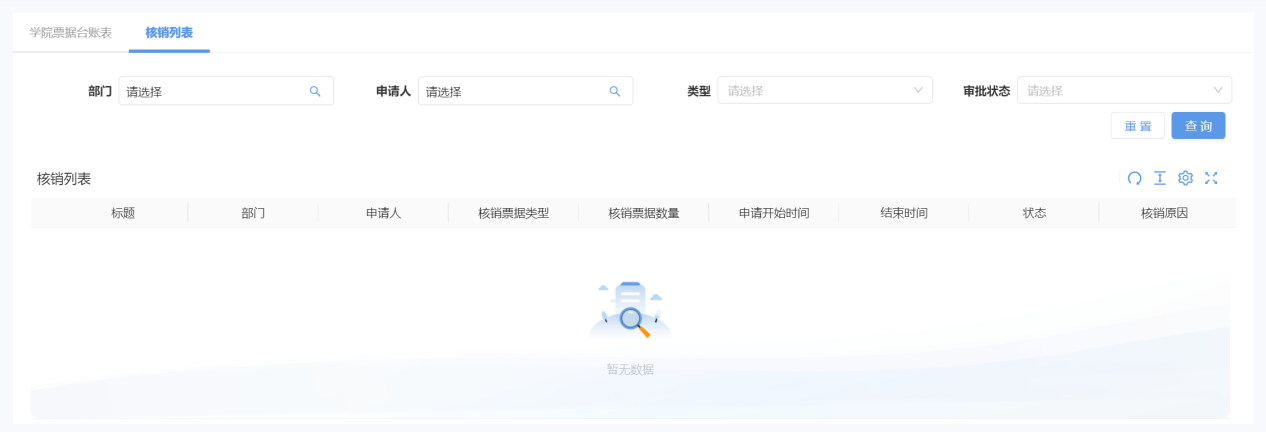 学院票据台账表 核销列表
部门 请选择 申请人 请选择 类型 请选择 审批状态 请选择
重置 查询
核销列表
标题 部门 申请人 核销票据类型 核销票据数量 申请开始时间 结束时间 状态 核销原因
暂无数据